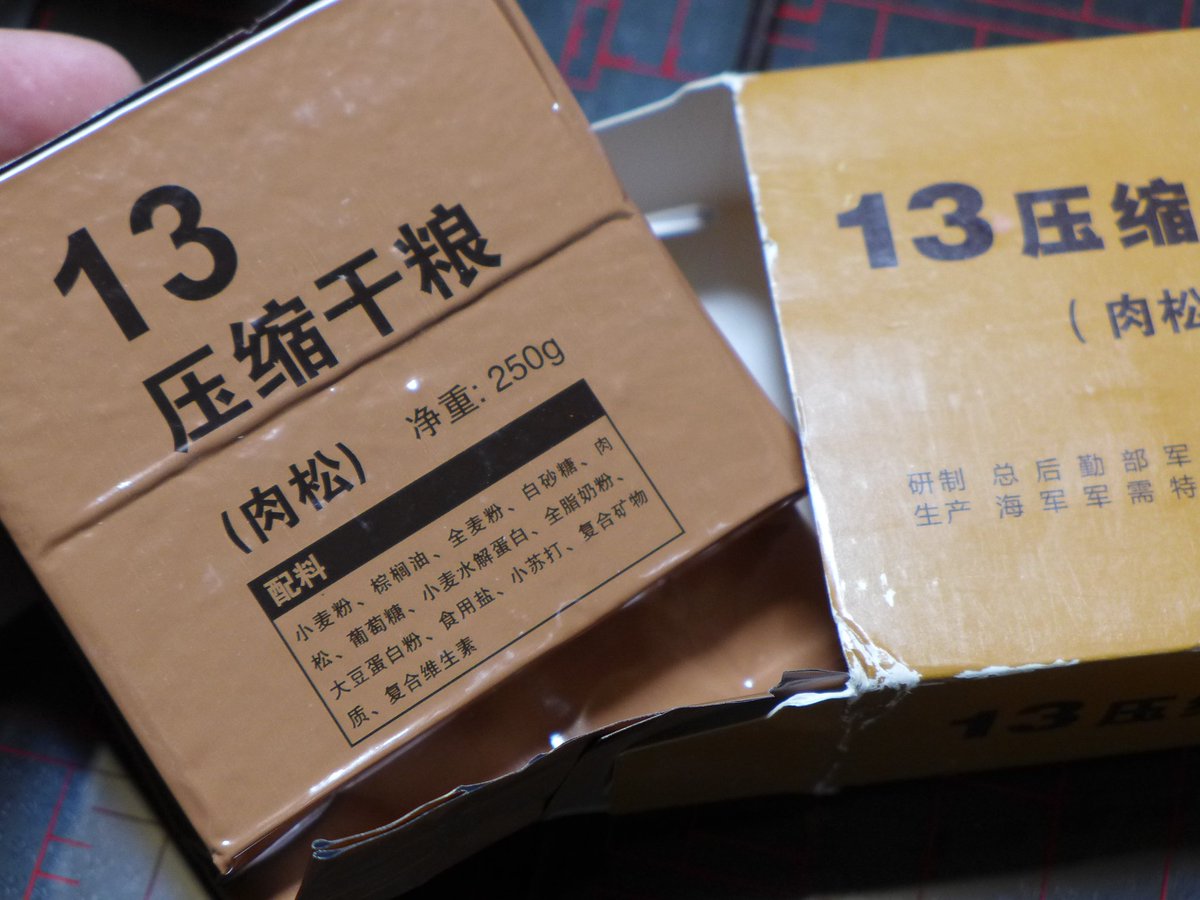 13
压缩干粮
(肉松) 净重: 250g
配料
小麦粉、棕榈油、全麦粉、白砂糖、肉
松、葡萄糖、小麦水解蛋白、全脂奶粉、
大豆蛋白粉、食用盐、小苏打、复合矿物
质、复合维生素
13压缩
(肉松
研制 总后勤部军
生产 海军军需特
13压